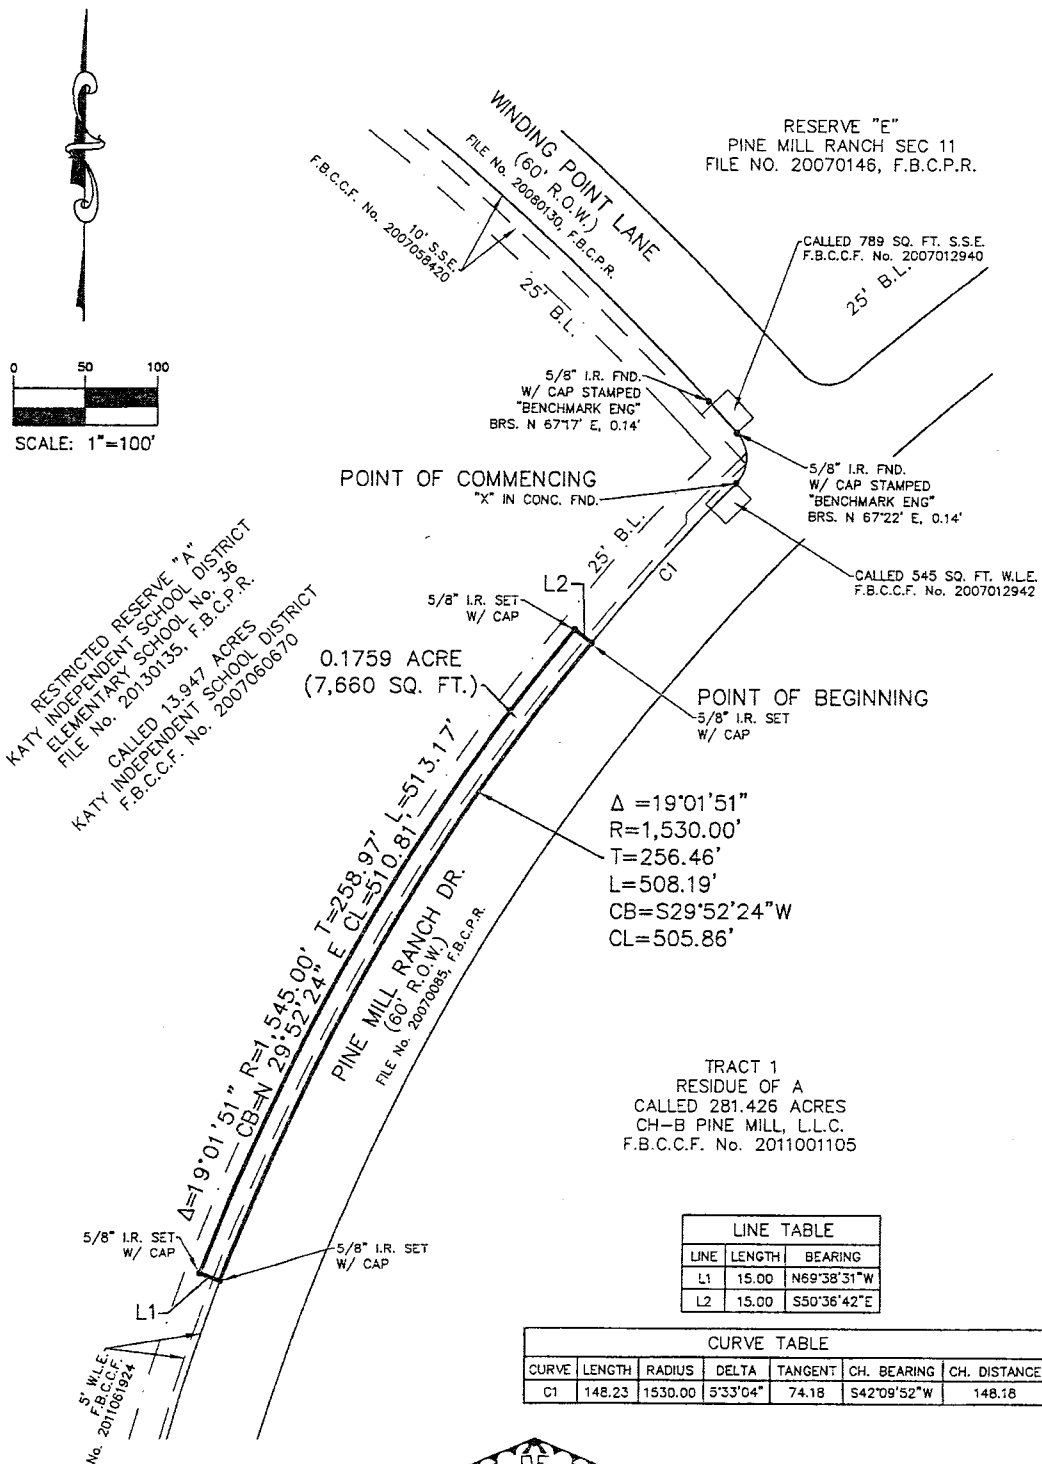 WINDING POINT LANE
(60' R.O.W.)
FILE No. 20080130, F.B.C.P.R.
RESERVE "E"
PINE MILL RANCH SEC 11
FILE NO. 20070146, F.B.C.P.R.
F.B.C.C.F. No. 2007058420
10' S.S.E.
25' B.L.
CALLED 789 SQ. FT. S.S.E.
F.B.C.C.F. No. 2007012940
25' B.L.
0 50 100
SCALE: 1"=100'
5/8" I.R. FND.
W/ CAP STAMPED
"BENCHMARK ENG"
BRS. N 67°17' E, 0.14'
POINT OF COMMENCING
"X" IN CONC. FND.
5/8" I.R. FND.
W/ CAP STAMPED
"BENCHMARK ENG"
BRS. N 67°22' E, 0.14'
25' B.L.
C1
L2
CALLED 545 SQ. FT. W.L.E.
F.B.C.C.F. No. 2007012942
5/8" I.R. SET
W/ CAP
RESTRICTED RESERVE "A"
KATY INDEPENDENT SCHOOL DISTRICT
ELEMENTARY SCHOOL No. 36
FILE No. 20130135, F.B.C.P.R.
CALLED 13.947 ACRES
KATY INDEPENDENT SCHOOL DISTRICT
F.B.C.C.F. No. 2007060670
0.1759 ACRE
(7,660 SQ. FT.)
POINT OF BEGINNING
5/8" I.R. SET
W/ CAP
Δ =19°01'51"
R=1,530.00'
T=256.46'
L=508.19'
CB=S29°52'24"W
CL=505.86'
Δ=19°01'51" R=1,545.00' T=258.97' L=513.17'
CB=N 29°52'24" E CL=510.81'
PINE MILL RANCH DR.
(60' R.O.W.)
FILE No. 20070085, F.B.C.P.R.
TRACT 1
RESIDUE OF A
CALLED 281.426 ACRES
CH-B PINE MILL, L.L.C.
F.B.C.C.F. No. 2011001105
5/8" I.R. SET
W/ CAP
5/8" I.R. SET
W/ CAP
L1
5' W.L.E.
F.B.C.C.F.
No. 2011061924
LINE TABLE
LINE LENGTH BEARING
L1 15.00 N69°38'31"W
L2 15.00 S50°36'42"E
CURVE TABLE
CURVE LENGTH RADIUS DELTA TANGENT CH. BEARING CH. DISTANCE
C1 148.23 1530.00 5°33'04" 74.18 S42°09'52"W 148.18